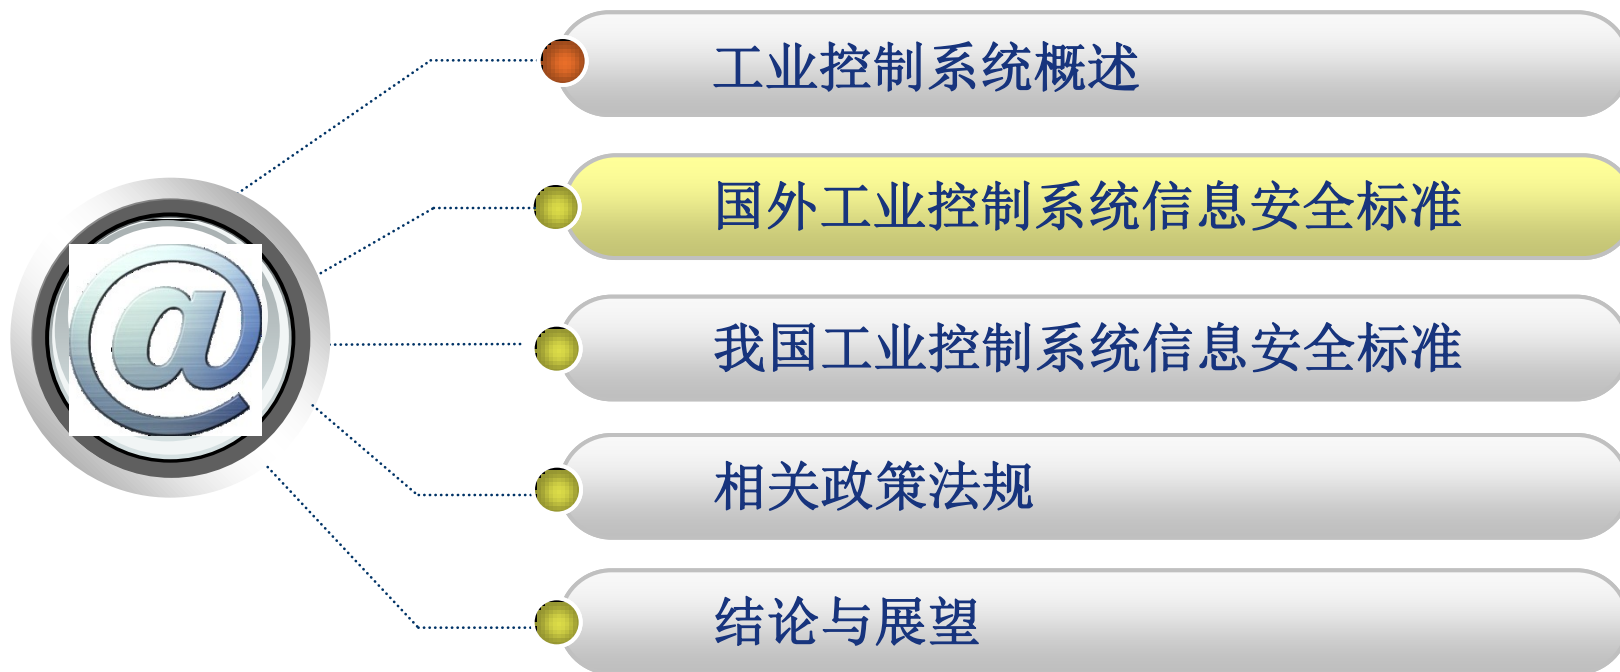 工业控制系统概述
国外工业控制系统信息安全标准
@
我国工业控制系统信息安全标准
相关政策法规
结论与展望